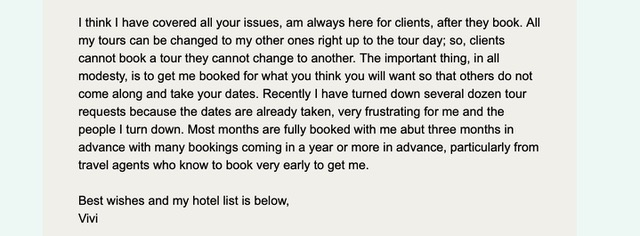 I think I have covered all your issues, am always here for clients, after they book. All
my tours can be changed to my other ones right up to the tour day; so, clients
cannot book a tour they cannot change to another. The important thing, in all
modesty, is to get me booked for what you think you will want so that others do not
come along and take your dates. Recently I have turned down several dozen tour
requests because the dates are already taken, very frustrating for me and the
people I turn down. Most months are fully booked with me abut three months in
advance with many bookings coming in a year or more in advance, particularly from
travel agents who know to book very early to get me.
Best wishes and my hotel list is below,
Vivi